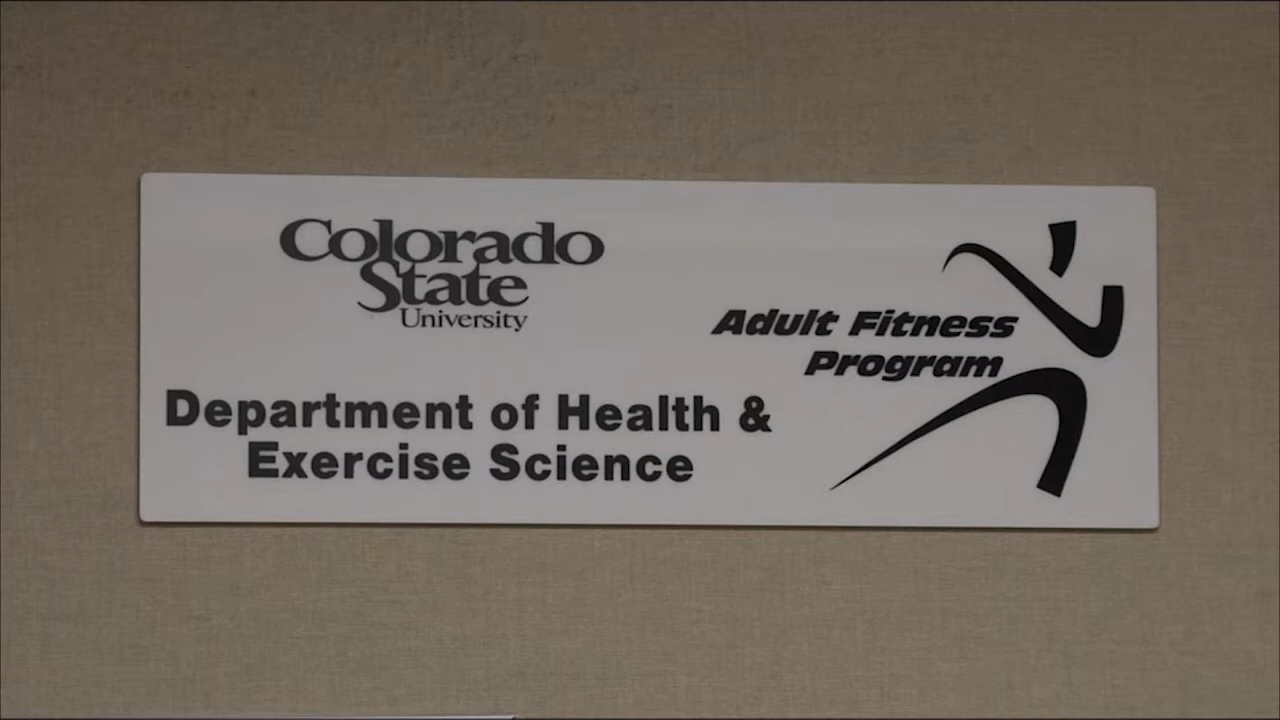 Colorado
State
University
Department of Health &
Exercise Science
Adult Fitness
Program